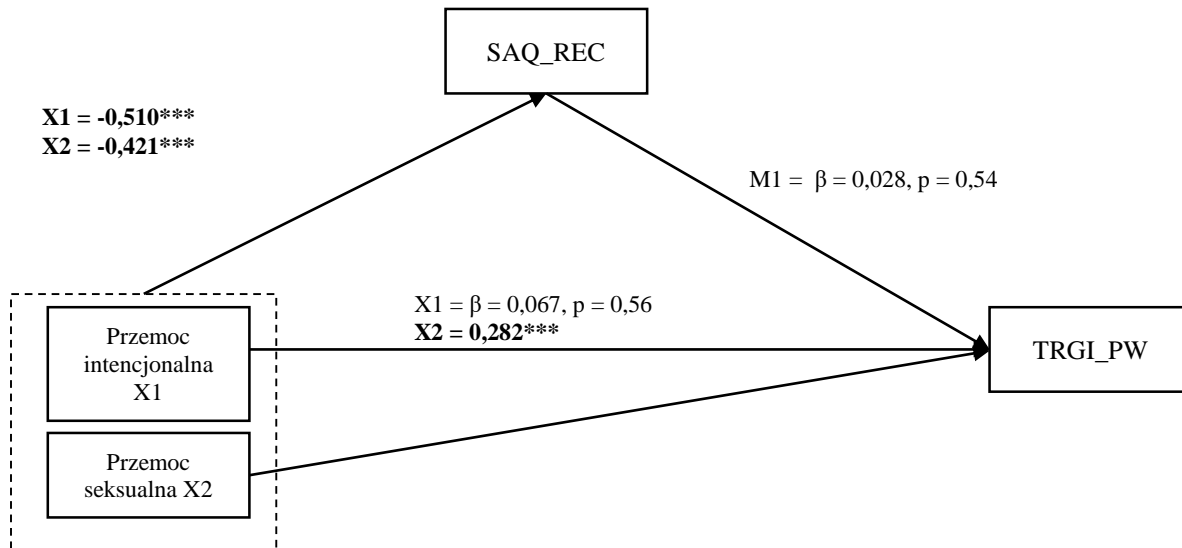 SAQ_REC
X1 = -0,510***
X2 = -0,421***
M1 = β = 0,028, p = 0,54
X1 = β = 0,067, p = 0,56
X2 = 0,282***
Przemoc
intencjonalna
X1
TRGI_PW
Przemoc
seksualna X2